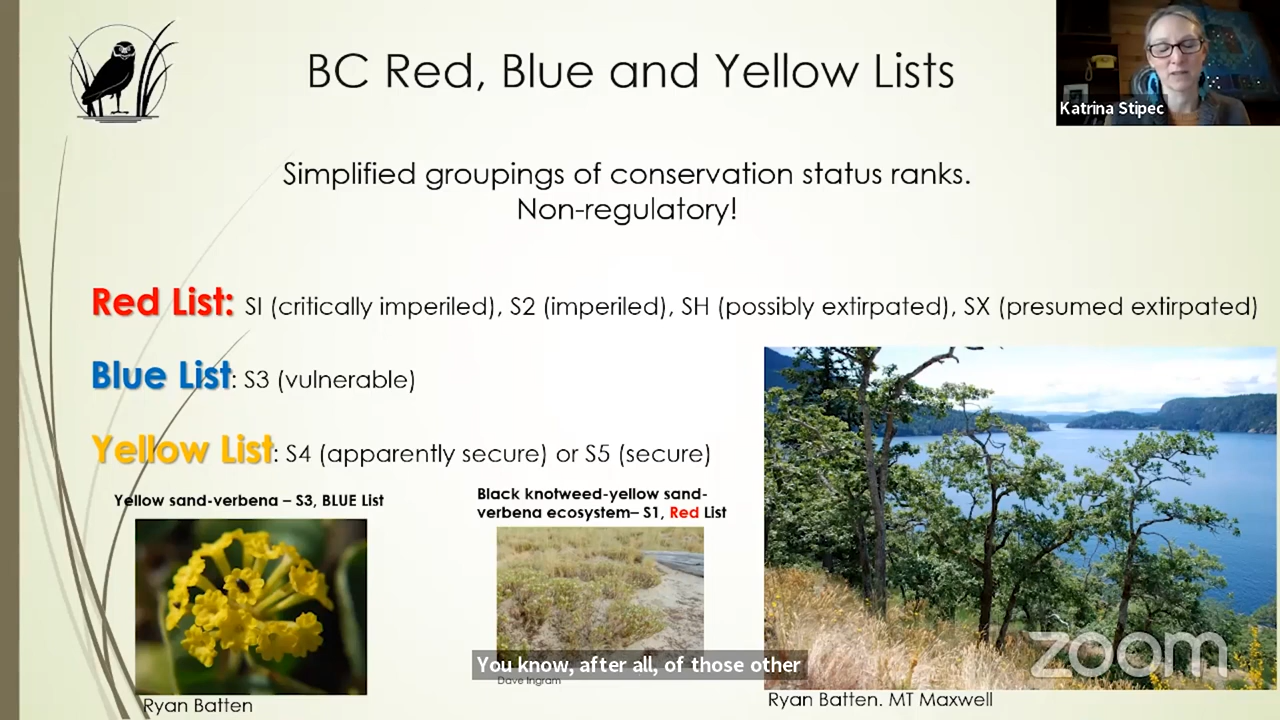 BC Red, Blue and Yellow Lists
Katrina Stipec
Simplified groupings of conservation status ranks.
Non-regulatory!
Red List: S1 (critically imperiled), S2 (imperiled), SH (possibly extirpated), SX (presumed extirpated)
Blue List: S3 (vulnerable)
Yellow List: S4 (apparently secure) or S5 (secure)
Yellow sand-verbena – S3, BLUE List
Black knotweed-yellow sand-
verbena ecosystem– S1, Red List
You know, after all, of those other
Dave Ingram
zoom
Ryan Batten
Ryan Batten. MT Maxwell